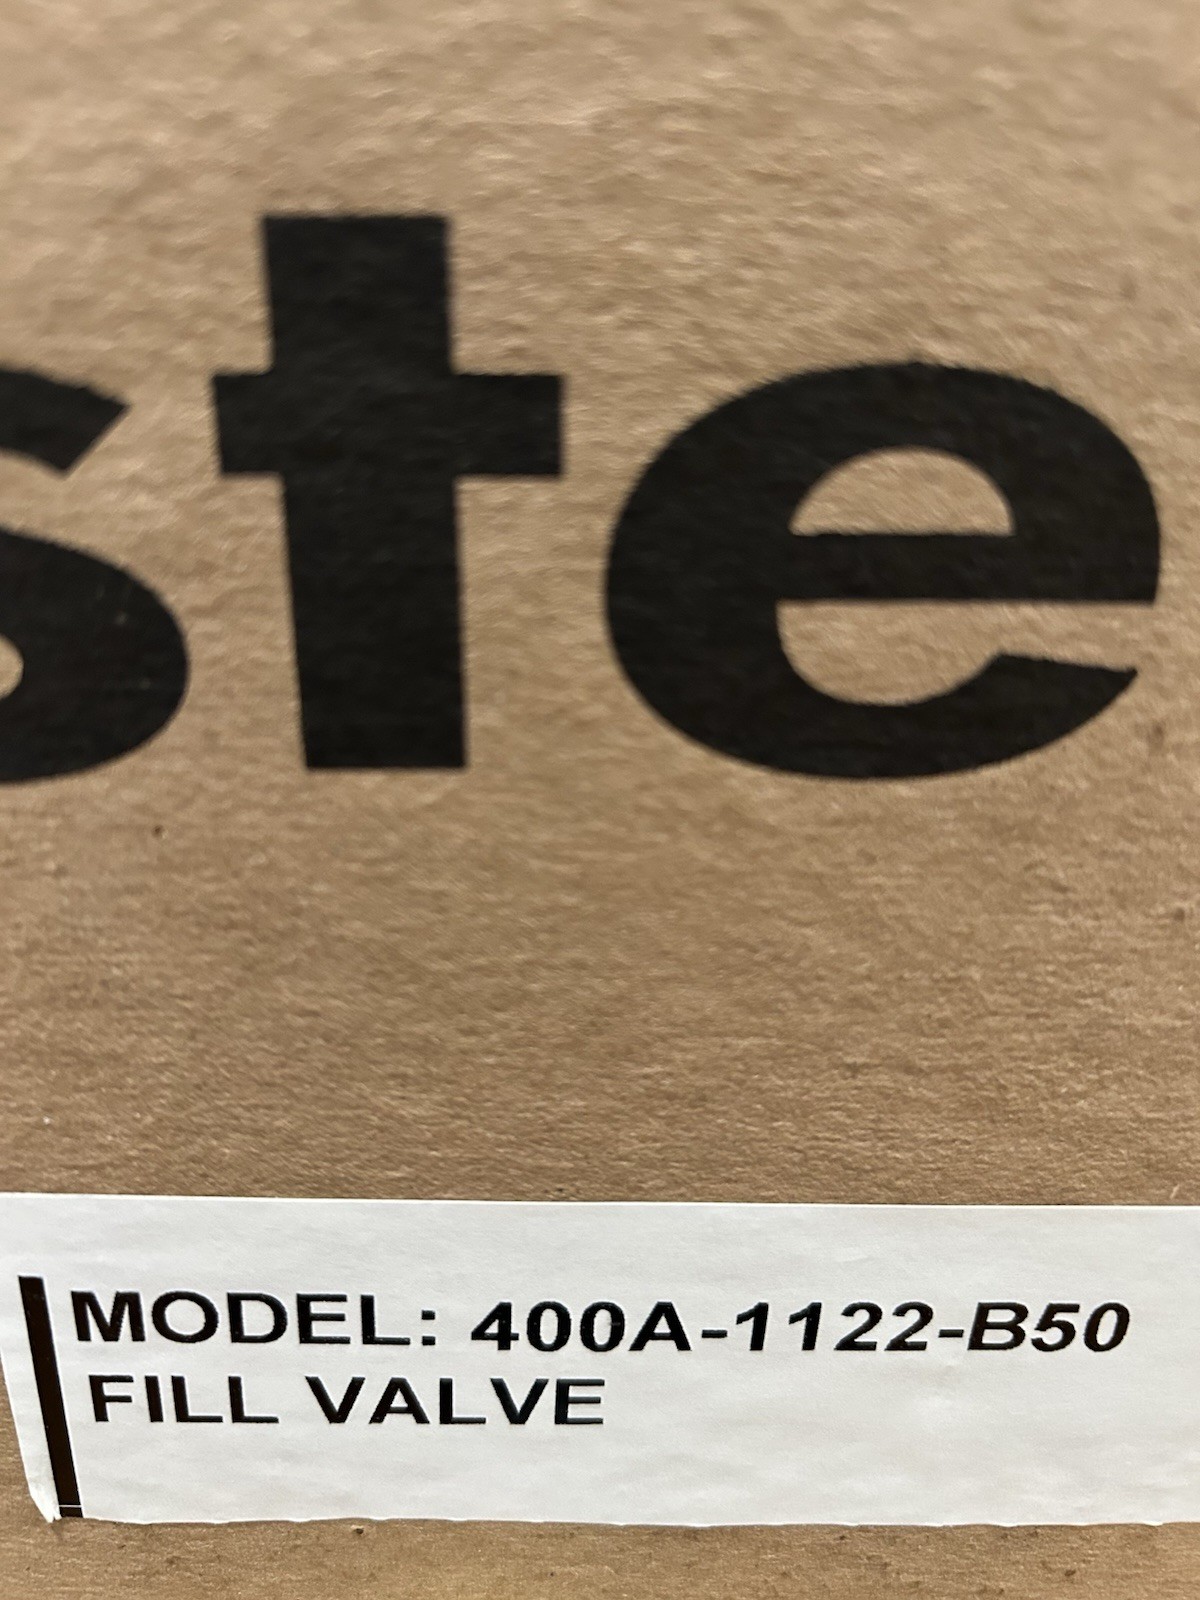 ste
MODEL: 400A-1122-B50
FILL VALVE